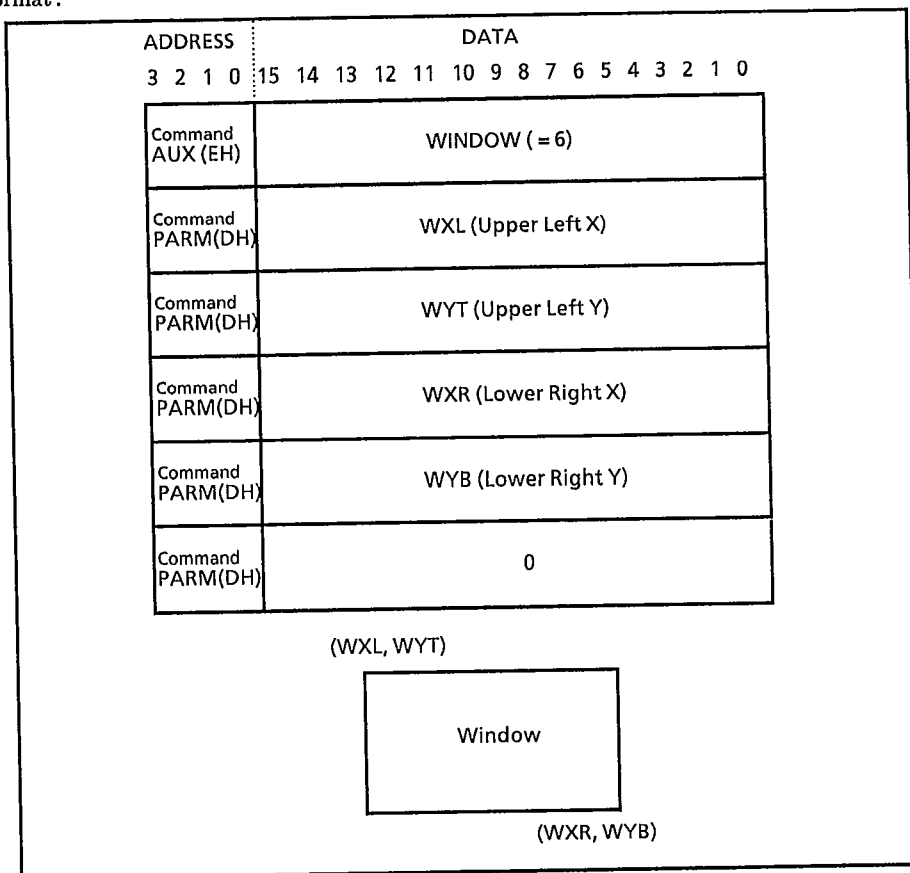 ADDRESS DATA
3 2 1 0 15 14 13 12 11 10 9 8 7 6 5 4 3 2 1 0
Command
AUX (EH)
WINDOW ( = 6)
Command
PARM(DH)
WXL (Upper Left X)
Command
PARM(DH)
WYT (Upper Left Y)
Command
PARM(DH)
WXR (Lower Right X)
Command
PARM(DH)
WYB (Lower Right Y)
Command
PARM(DH)
0
(WXL, WYT)
Window
(WXR, WYB)